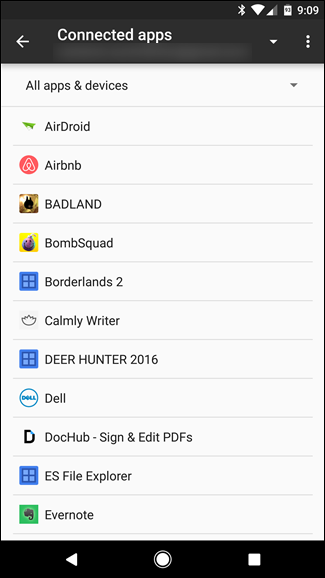 9:09
Connected apps
All apps & devices
AirDroid
Airbnb
BADLAND
BombSquad
Borderlands 2
Calmly Writer
DEER HUNTER 2016
DELL Dell
D DocHub - Sign & Edit PDFs
ES File Explorer
Evernote